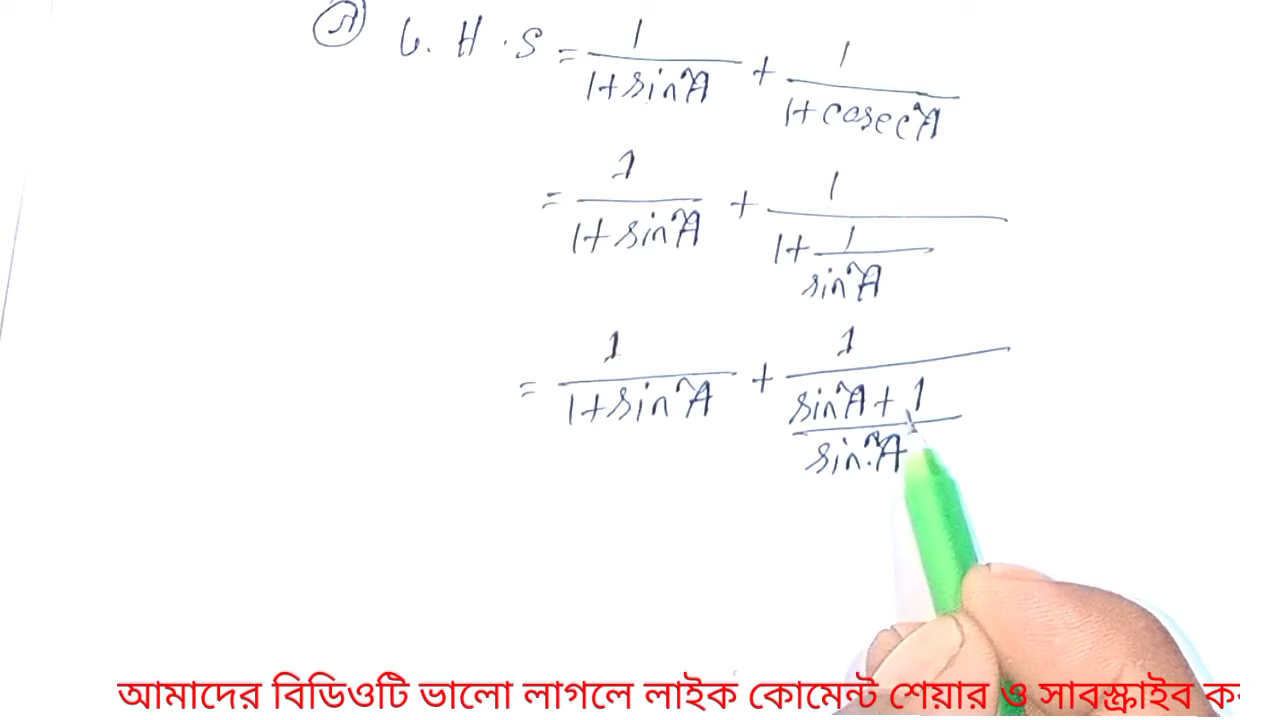 (গ) L.H.S = 1/(1+sin²A) + 1/(1+cosec²A)
= 1/(1+sin²A) + 1/(1+1/sin²A)
= 1/(1+sin²A) + 1/((sin²A+1)/sin²A)
আমাদের ভিডিওটি ভালো লাগলে লাইক কোমেন্ট শেয়ার ও সাবস্ক্রাইব